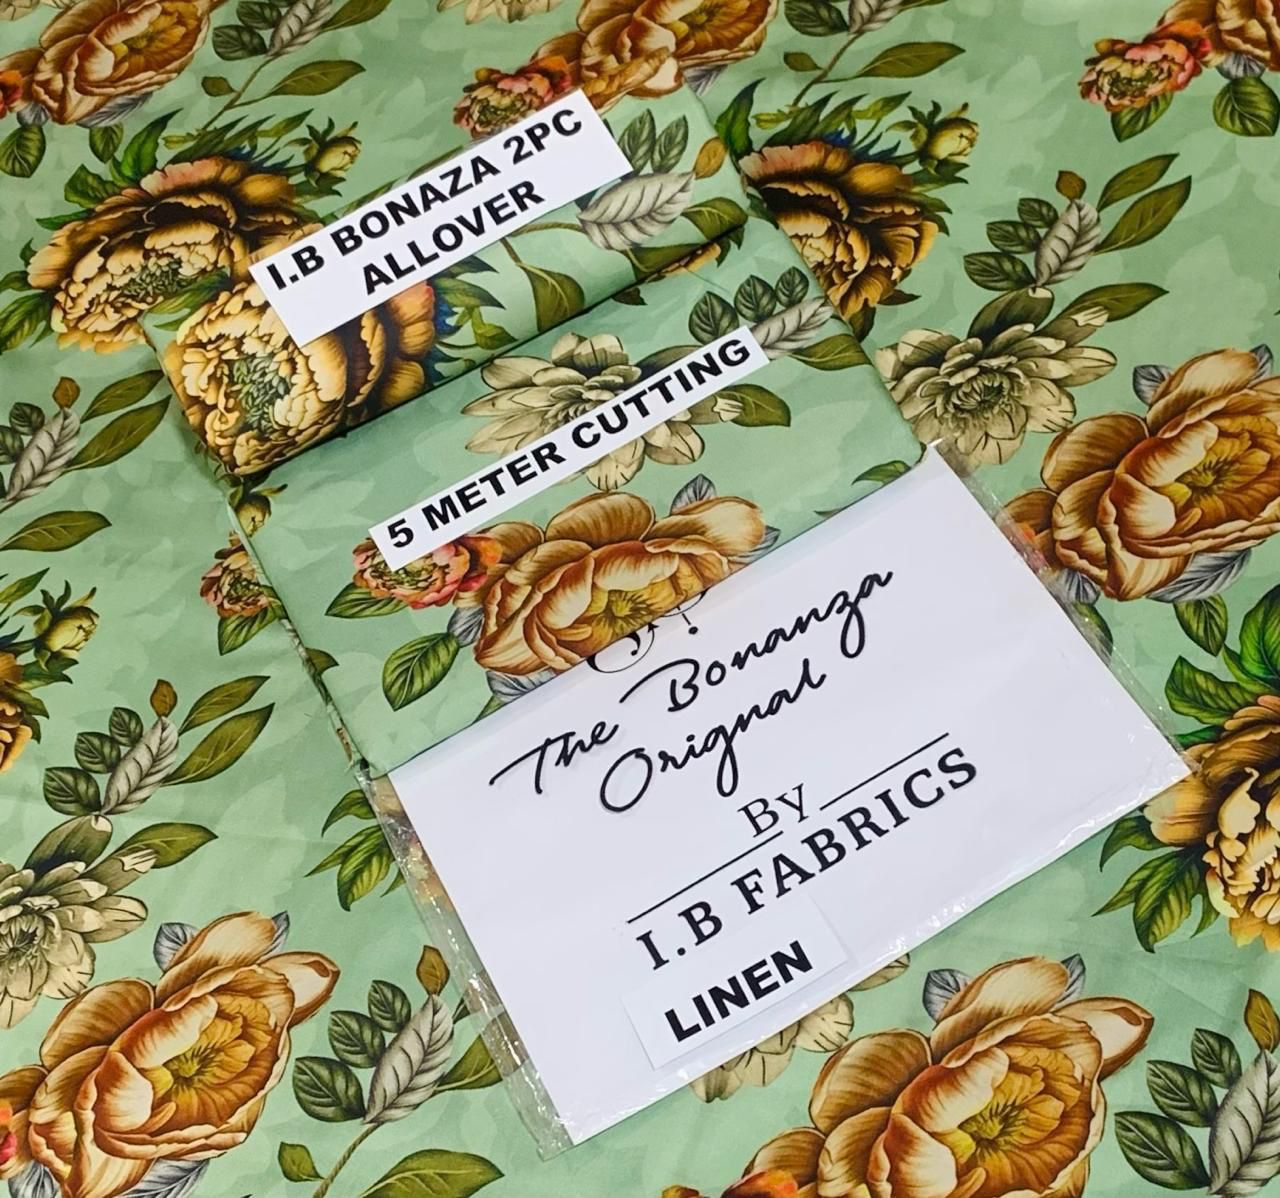 I.B BONAZA 2PC
ALLOVER
5 METER CUTTING
The Bonanza
Orignal
By
I.B FABRICS
LINEN